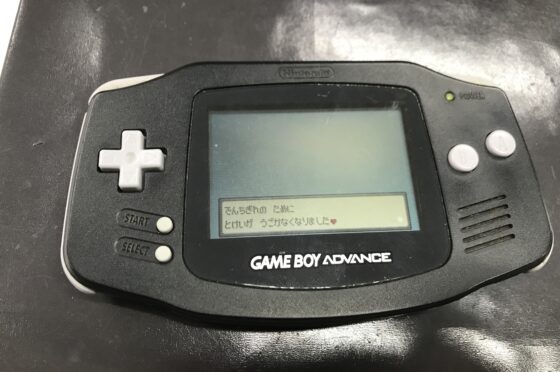 Nintendo
POWER
でんちぎれの ために
とけいが うごかなくなりました♥
START
SELECT
GAME BOY ADVANCE